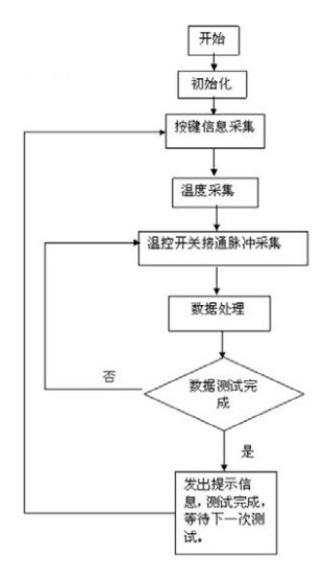 开始
初始化
按键信息采集
温度采集
温控开关接通脉冲采集
数据处理
数据测试完
成
否
是
发出提示信
息，测试完成，
等待下一次测
试。